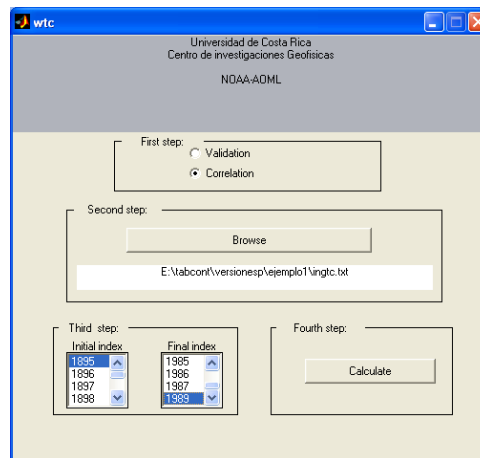 wtc
Universidad de Costa Rica
Centro de investigaciones Geofisicas
NOAA-AOML
First step:
Validation
Correlation
Second step:
Browse
E:\tabcont\versionesp\ejemplo1\ingtc.txt
Third step:
Initial index
1895
1896
1897
1898
Final index
1985
1986
1987
1989
Fourth step:
Calculate